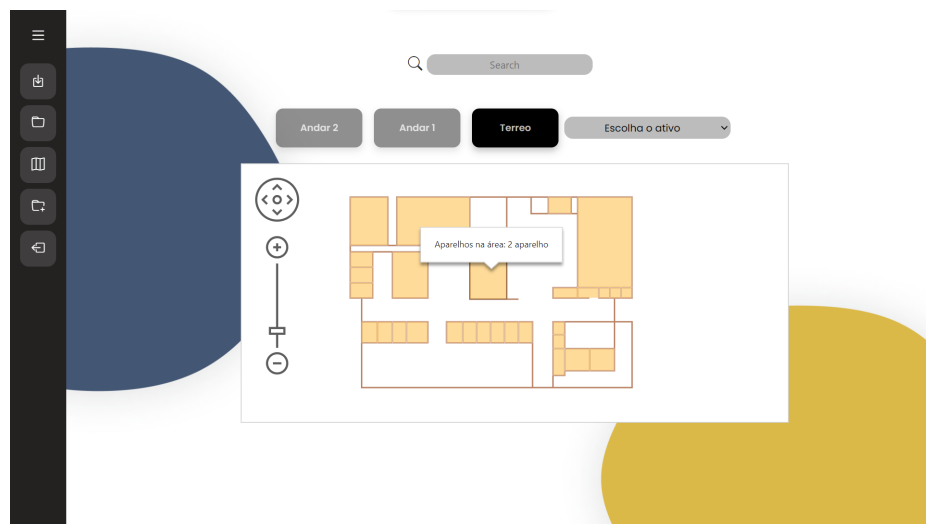 Search
Andar 2
Andar 1
Terreo
Escolha o ativo
Aparelhos na área: 2 aparelho